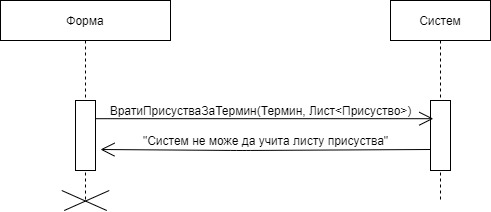 Форма
Систем
ВратиПрисустваЗаТермин(Термин, Лист<Присуство>)
"Систем не може да учита листу присуства"